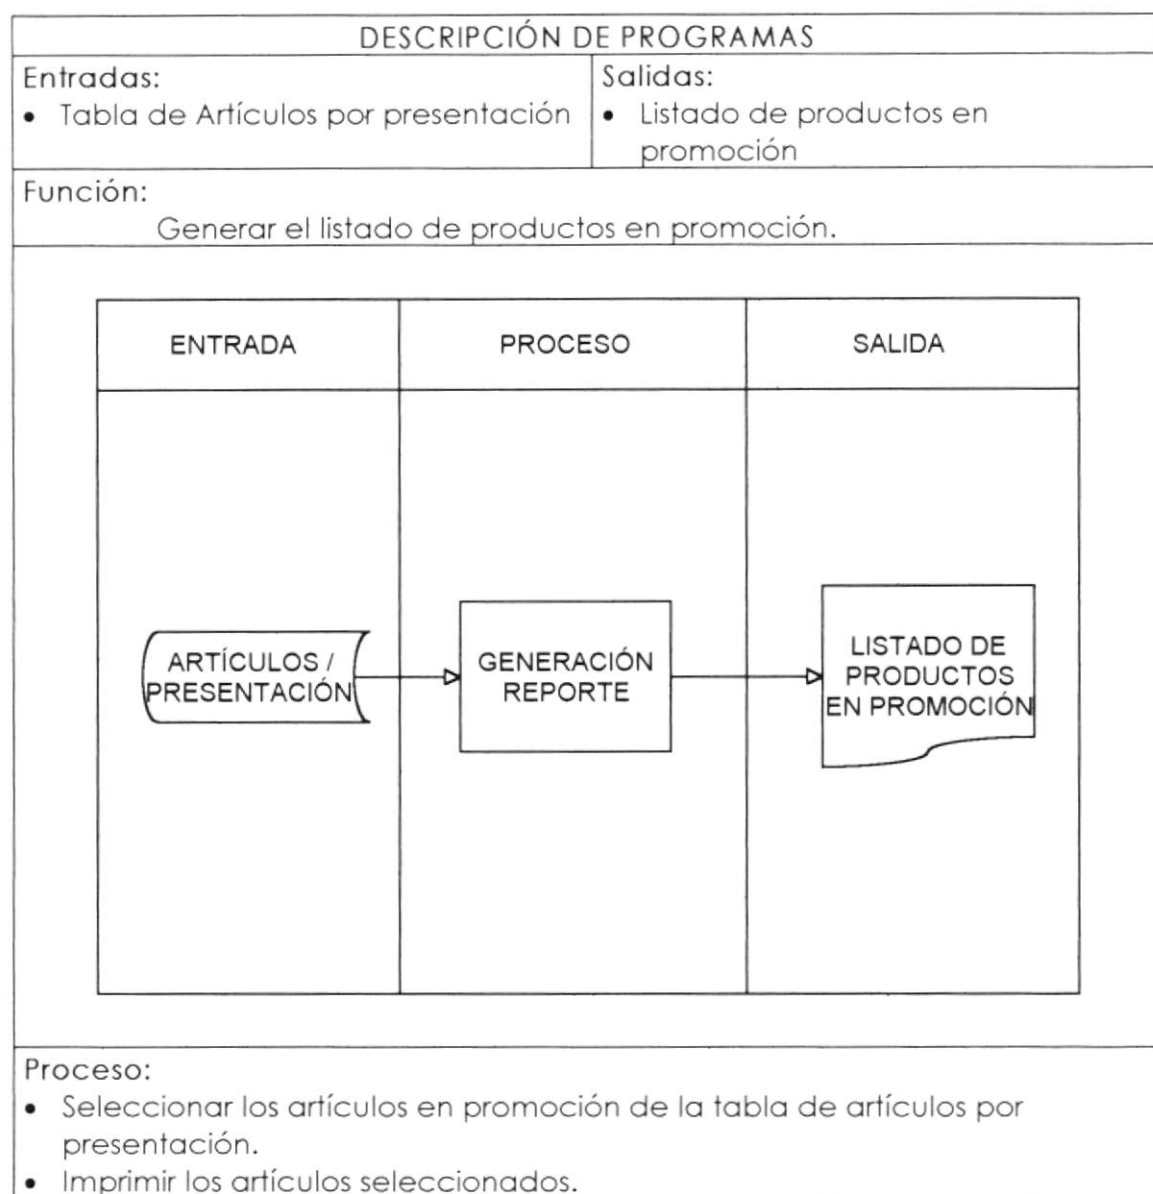 DESCRIPCIÓN DE PROGRAMAS
Entradas:
• Tabla de Artículos por presentación
Salidas:
• Listado de productos en
promoción
Función:
Generar el listado de productos en promoción.
ENTRADA
PROCESO
SALIDA
ARTÍCULOS /
PRESENTACIÓN
GENERACIÓN
REPORTE
LISTADO DE
PRODUCTOS
EN PROMOCIÓN
Proceso:
• Seleccionar los artículos en promoción de la tabla de artículos por
presentación.
• Imprimir los artículos seleccionados.